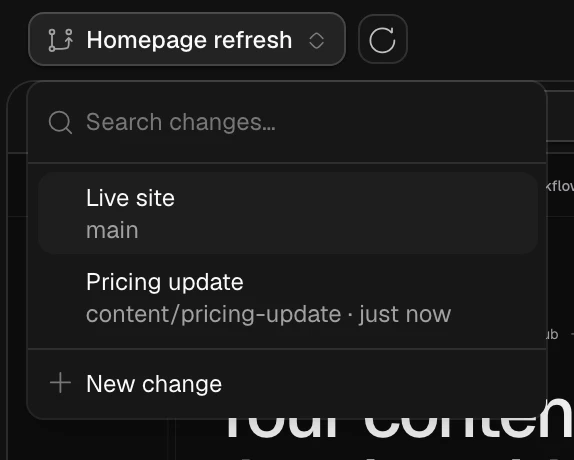 Homepage refresh
Search changes...
Live site
main
Pricing update
content/pricing-update · just now
New change